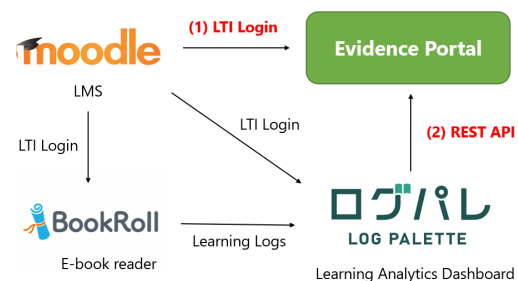 moodle
(1) LTI Login
Evidence Portal
LMS
LTI Login
LTI Login
(2) REST API
BookRoll
Learning Logs
ログパレ
LOG PALETTE
E-book reader
Learning Analytics Dashboard